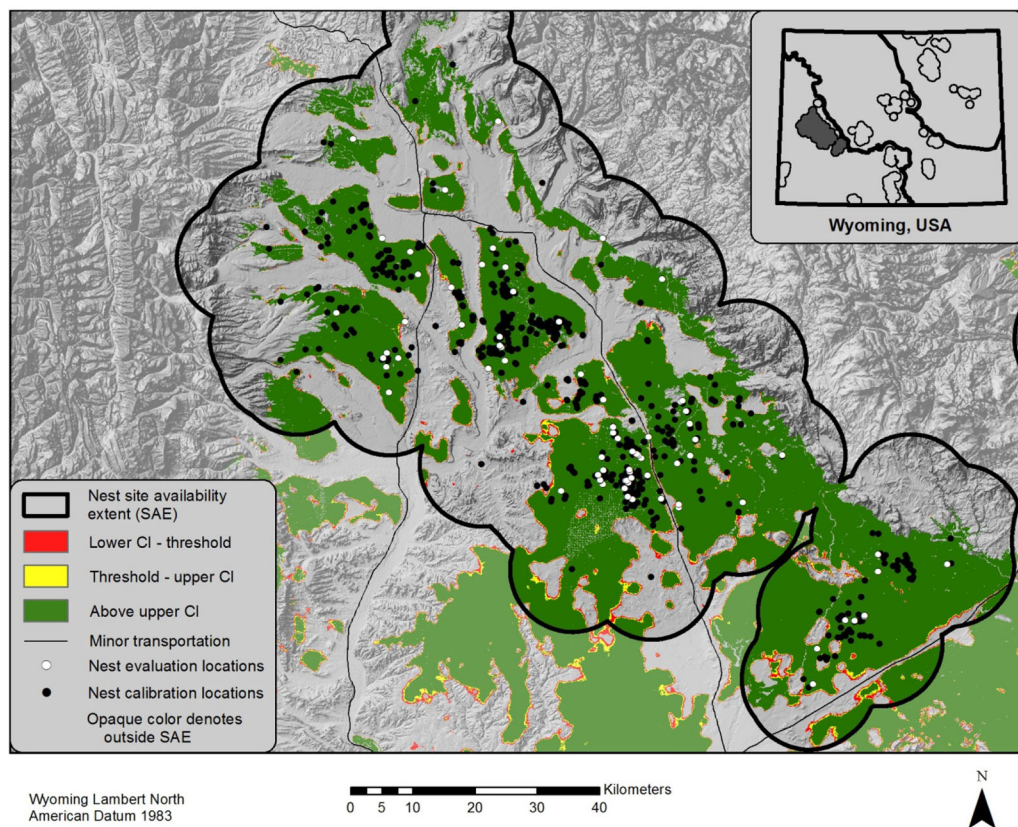 Wyoming, USA
Nest site availability
extent (SAE)
Lower CI - threshold
Threshold - upper CI
Above upper CI
Minor transportation
Nest evaluation locations
Nest calibration locations
Opaque color denotes
outside SAE
Wyoming Lambert North
American Datum 1983
Kilometers
0 5 10 20 30 40
N